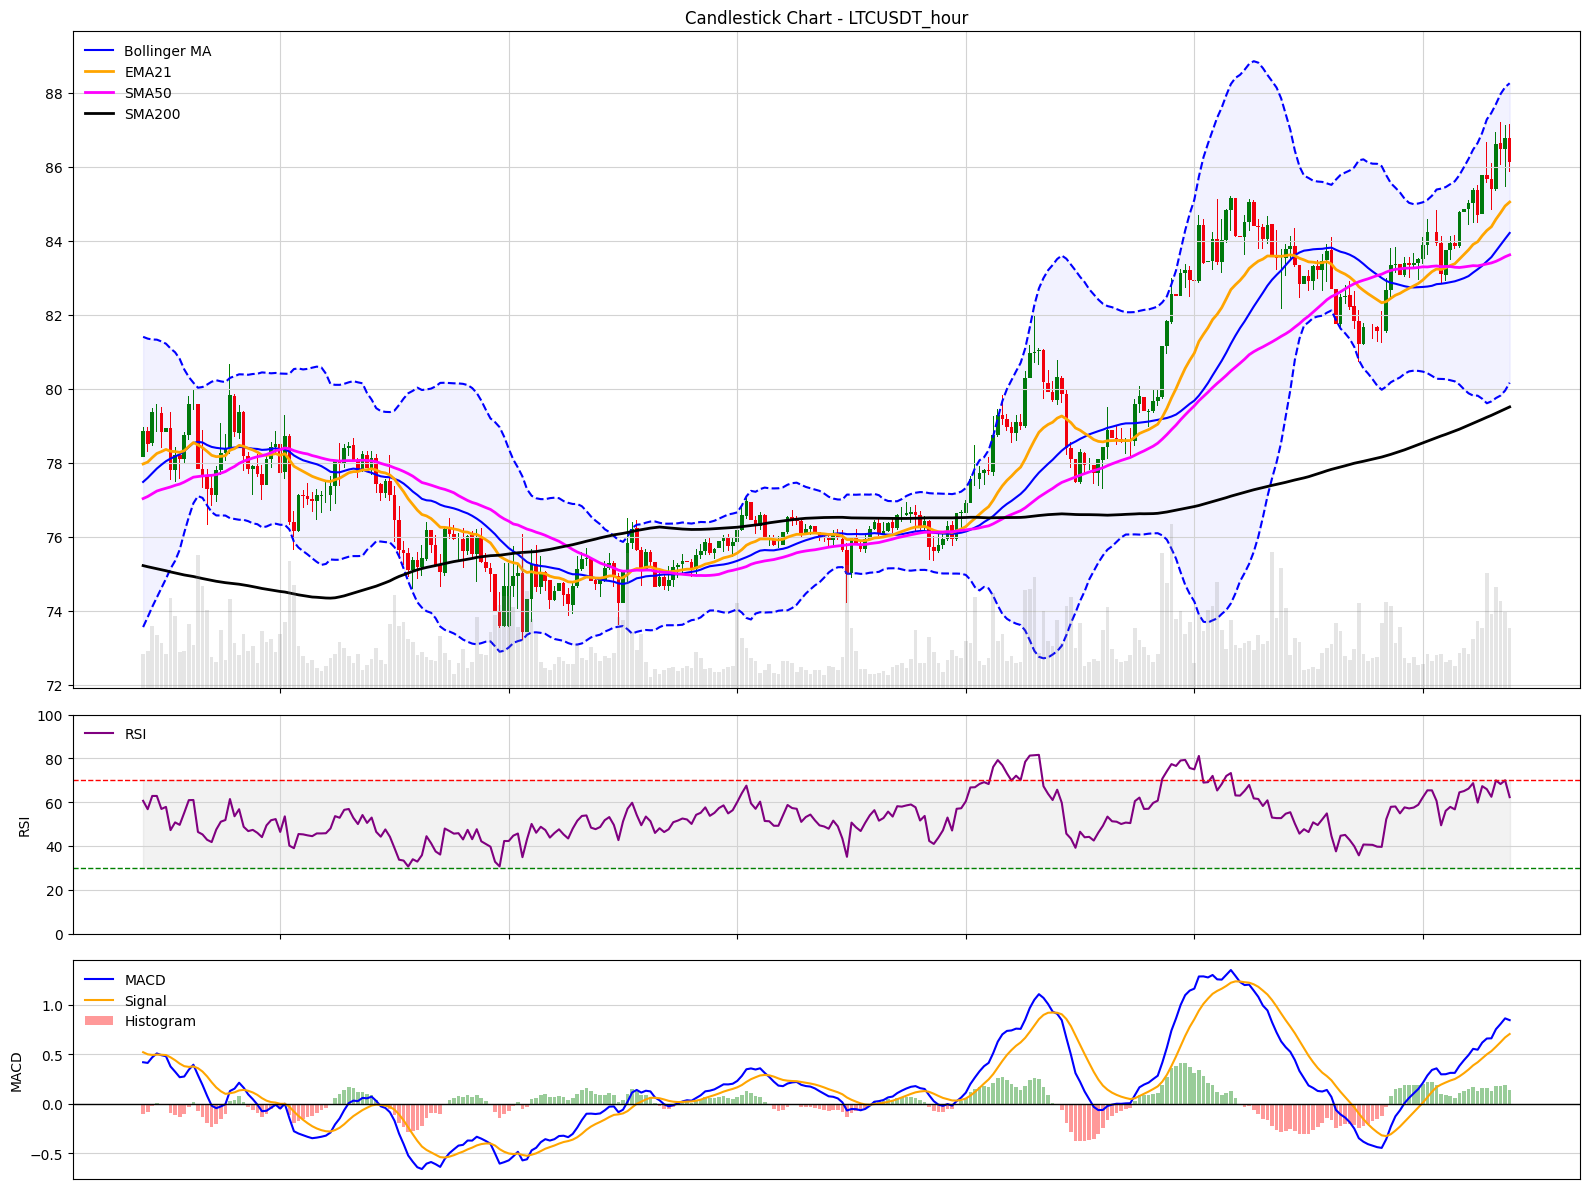 Candlestick Chart - LTCUSDT_hour
Bollinger MA
EMA21
SMA50
SMA200
88
86
84
82
80
78
76
74
72
RSI
100
80
60
40
20
0
RSI
MACD
Signal
Histogram
1.0
0.5
0.0
−0.5
MACD